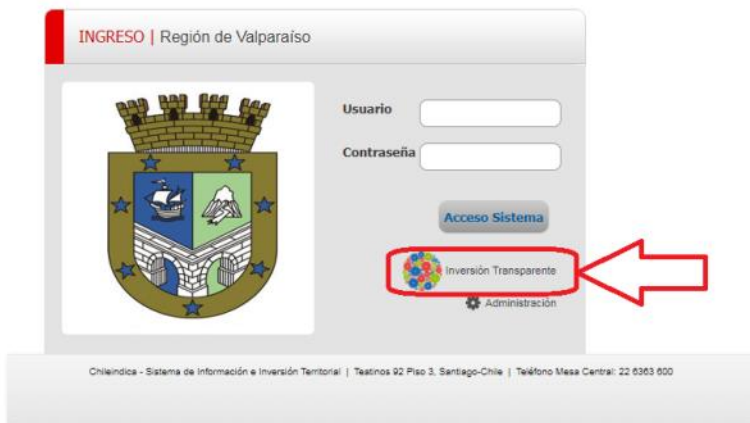 INGRESO | Región de Valparaíso
Usuario
Contraseña
Acceso Sistema
Inversión Transparente
Administración
Chileindica - Sistema de Información e Inversión Territorial | Teatinos 92 Piso 3, Santiago-Chile | Teléfono Mesa Central: 22 6363 600